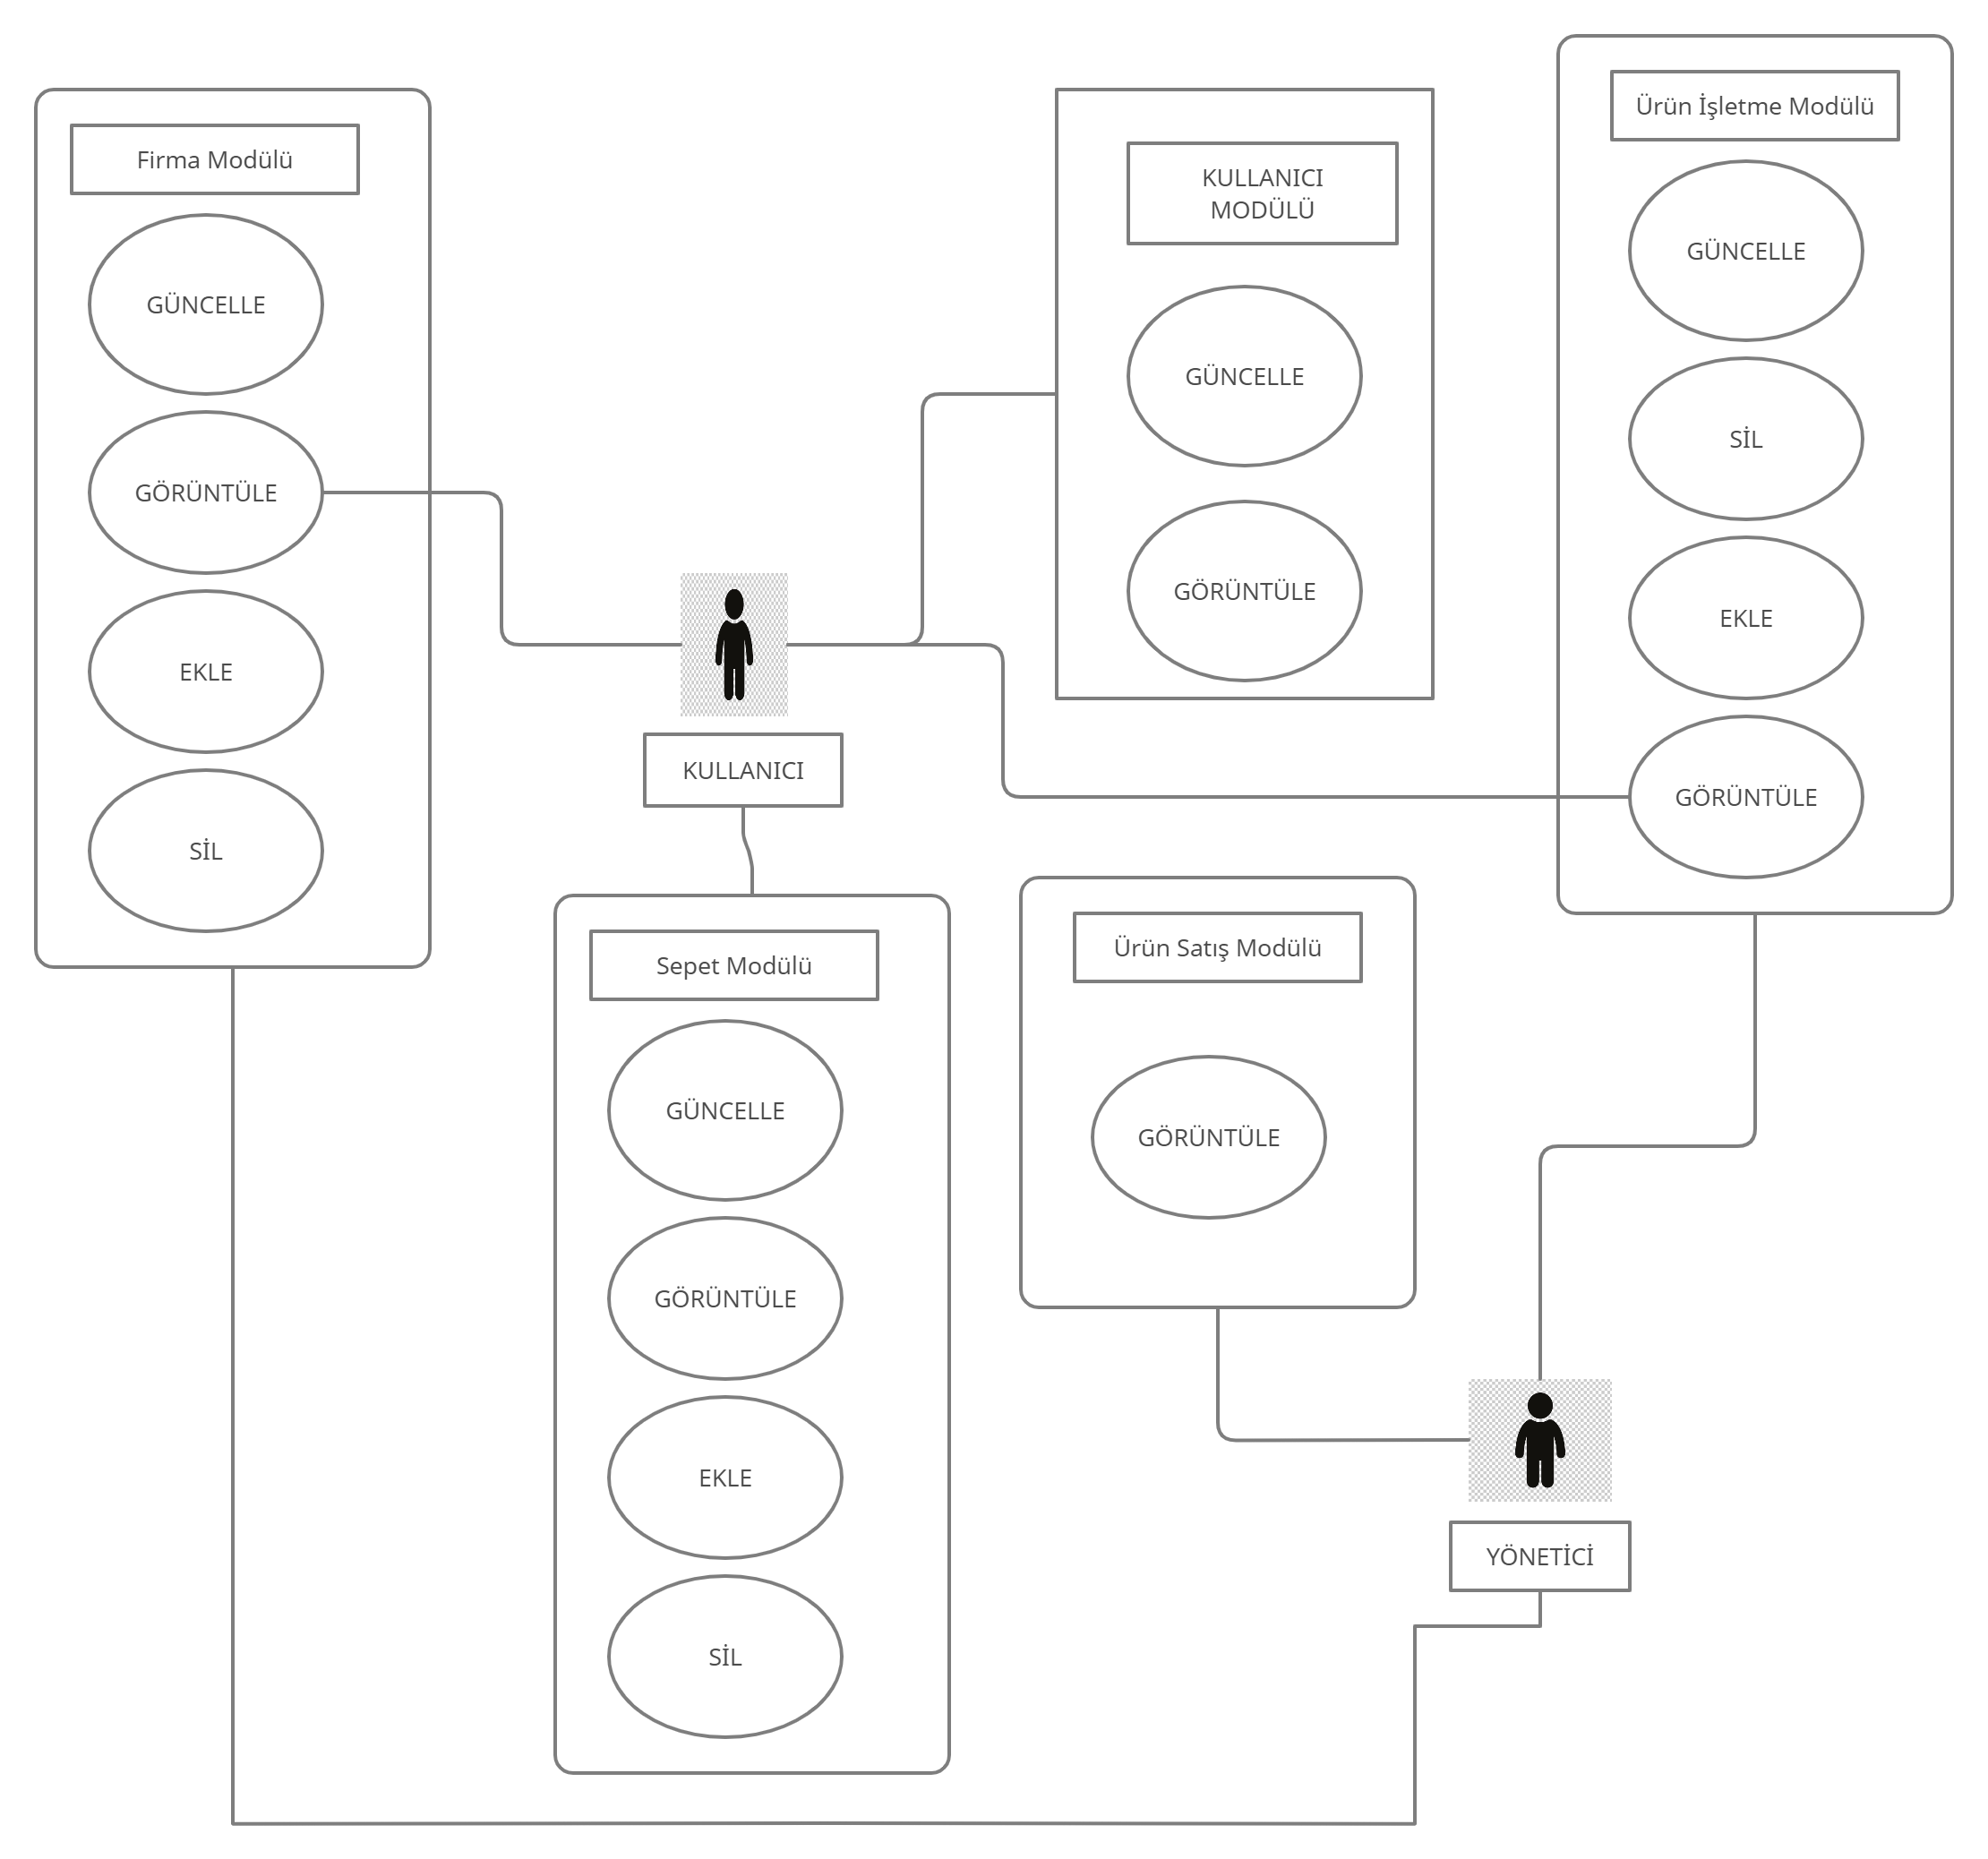 Firma Modülü
GÜNCELLE
GÖRÜNTÜLE
EKLE
SİL
KULLANICI
KULLANICI
MODÜLÜ
GÜNCELLE
GÖRÜNTÜLE
Ürün İşletme Modülü
GÜNCELLE
SİL
EKLE
GÖRÜNTÜLE
Sepet Modülü
GÜNCELLE
GÖRÜNTÜLE
EKLE
SİL
Ürün Satış Modülü
GÖRÜNTÜLE
YÖNETİCİ